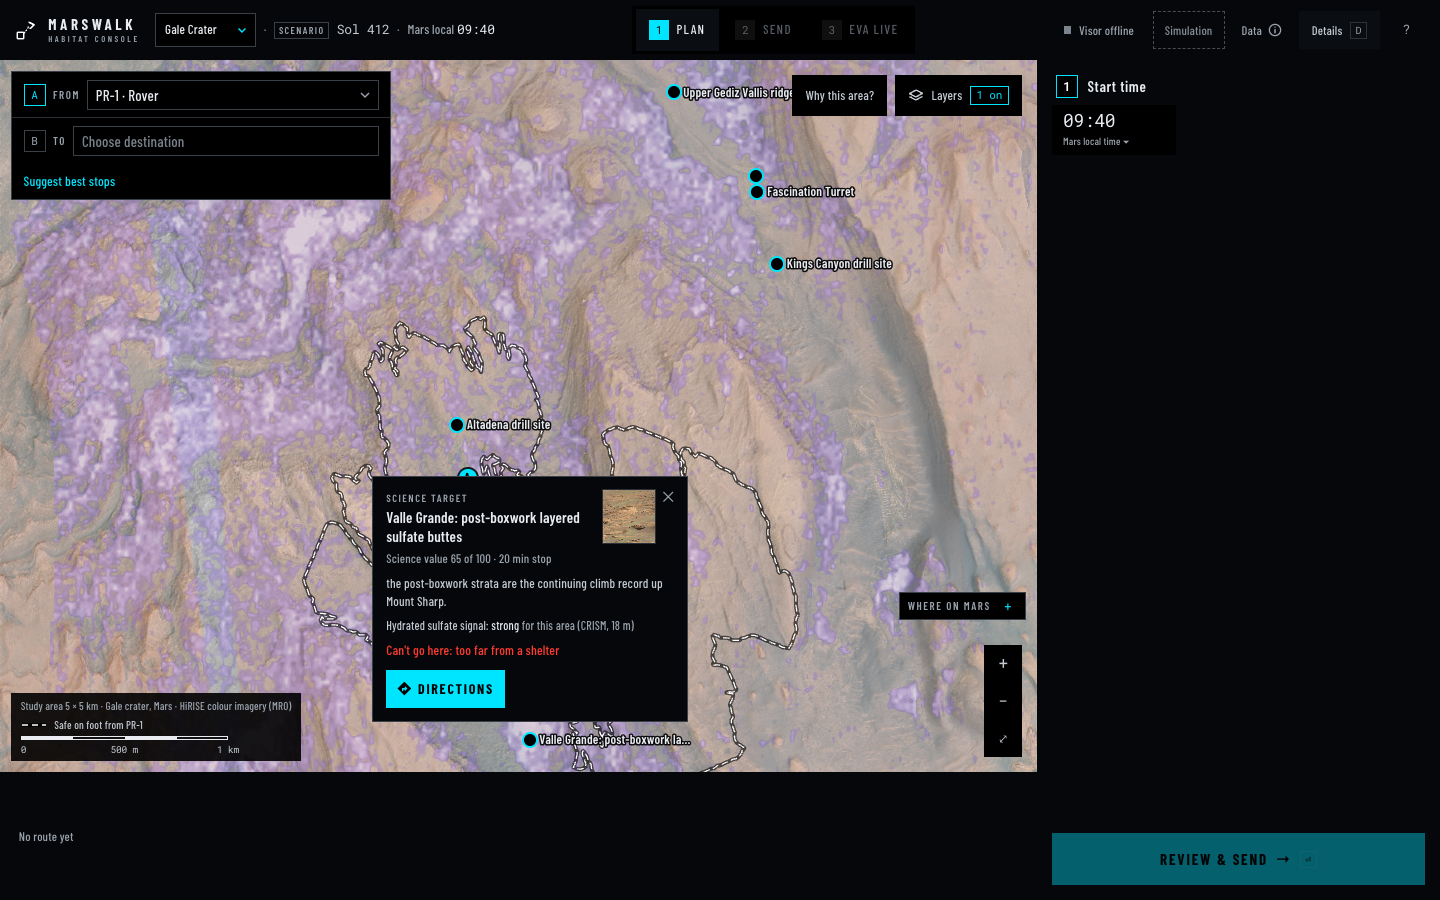 MARSWALK
HABITAT CONSOLE
Gale Crater
· SCENARIO Sol 412 · Mars local 09:40
1 PLAN
2 SEND
3 EVA LIVE
Visor offline
Simulation
Data
Details D
?
A FROM PR-1 · Rover
B TO Choose destination
Suggest best stops
Upper Gediz Vallis ridge
Why this area?
Layers 1 on
1 Start time
09:40
Mars local time
Fascination Turret
Kings Canyon drill site
Altadena drill site
A
SCIENCE TARGET
Valle Grande: post-boxwork layered
sulfate buttes
Science value 65 of 100 · 20 min stop
the post-boxwork strata are the continuing climb record up
Mount Sharp.
Hydrated sulfate signal: strong for this area (CRISM, 18 m)
Can't go here: too far from a shelter
DIRECTIONS
WHERE ON MARS +
+
−
Study area 5 × 5 km · Gale crater, Mars · HiRISE colour imagery (MRO)
Safe on foot from PR-1
0 500 m 1 km
Valle Grande: post-boxwork la...
No route yet
REVIEW & SEND → ⏎